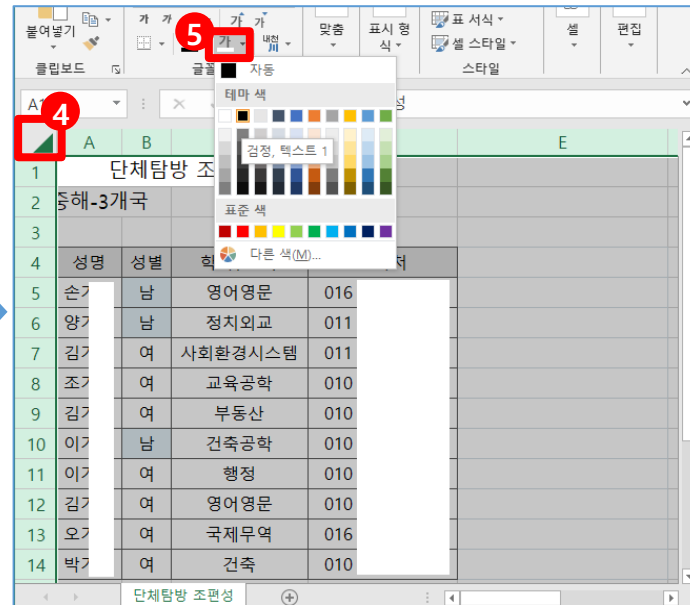 붙여넣기
가 가 가 가
5
가
내천
맞춤
표시 형식
표 서식
셀 스타일
셀
편집
클립보드
글꼴
스타일
자동
A1
4
테마 색
성
검정, 텍스트 1
표준 색
다른 색(M)...
A B E
1 단체탐방 조
2 중해-3개국
3
4 성명 성별 학
5 손 남 영어영문 016
6 양 남 정치외교 011
7 김 여 사회환경시스템 011
8 조 여 교육공학 010
9 김 여 부동산 010
10 이 남 건축공학 010
11 이 여 행정 010
12 김 여 영어영문 010
13 오 여 국제무역 016
14 박 여 건축 010
단체탐방 조편성